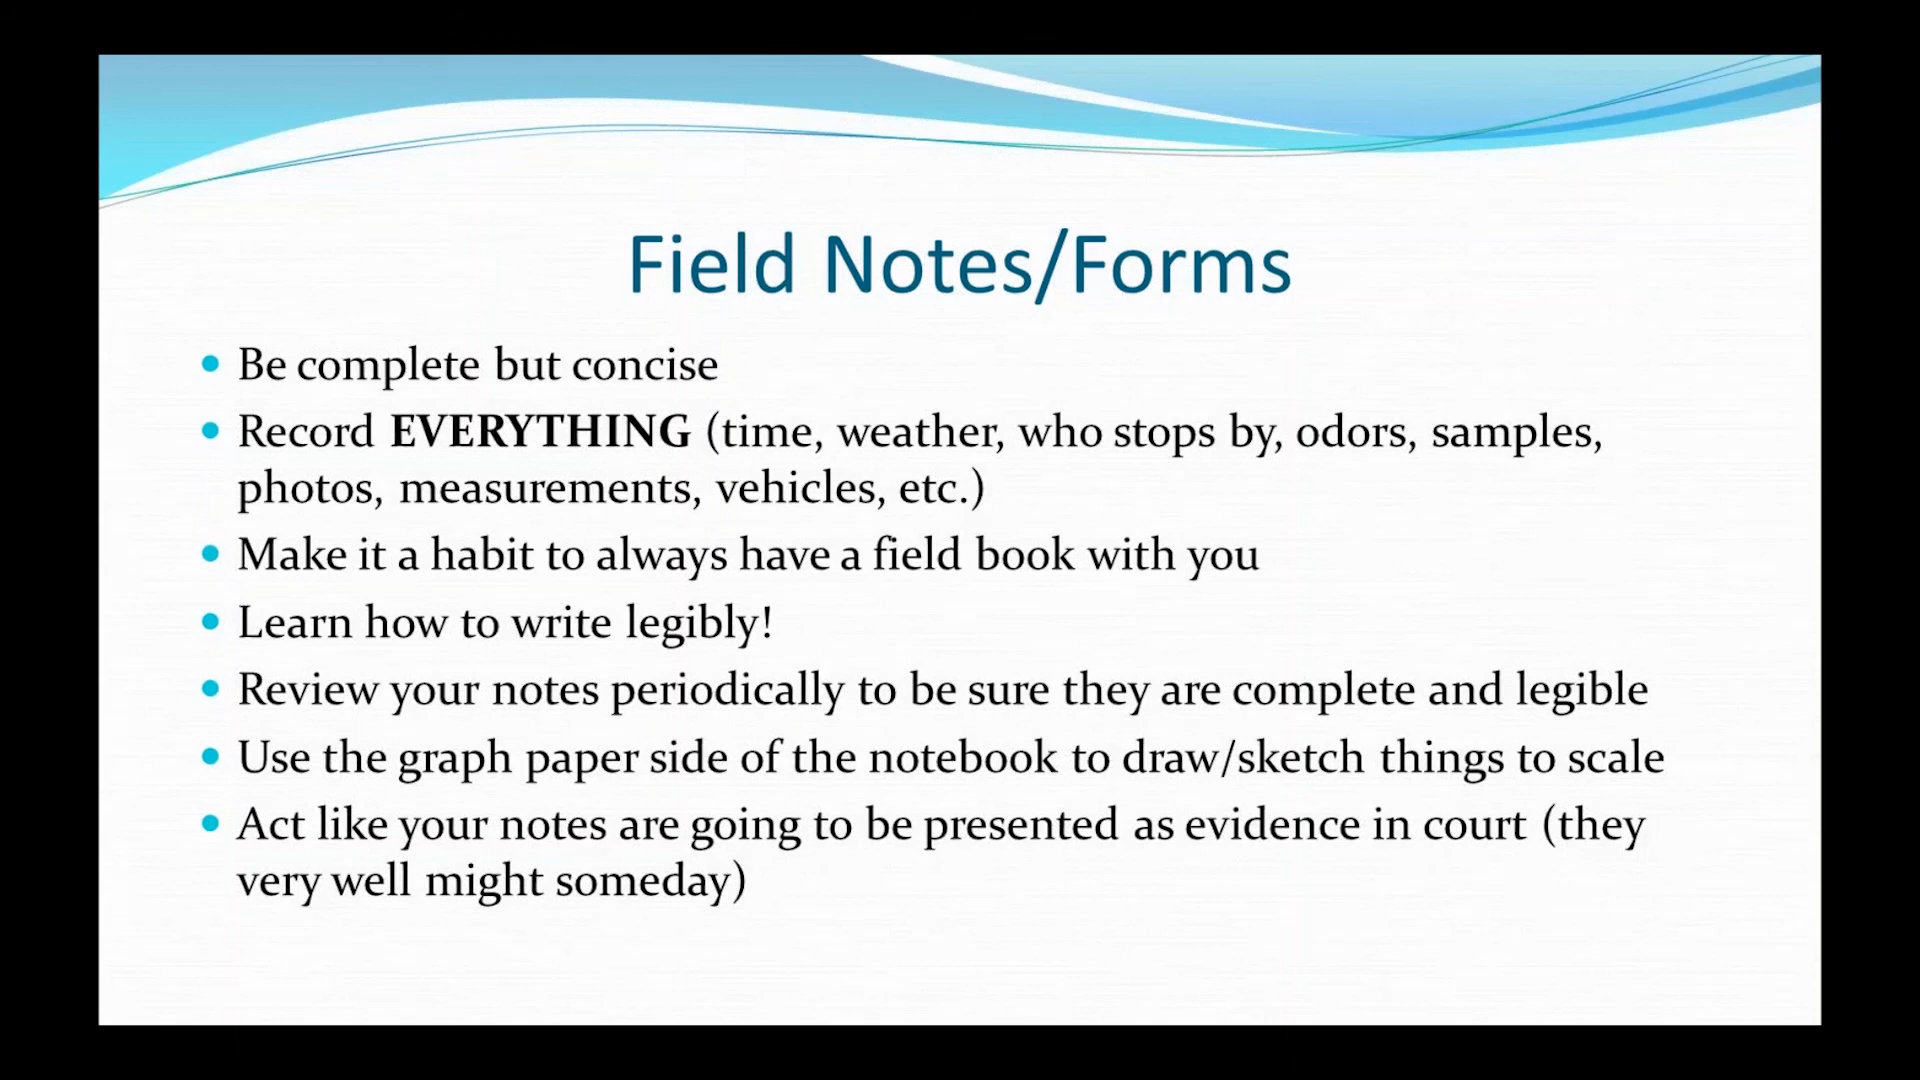 Field Notes/Forms
• Be complete but concise
• Record EVERYTHING (time, weather, who stops by, odors, samples,
photos, measurements, vehicles, etc.)
• Make it a habit to always have a field book with you
• Learn how to write legibly!
• Review your notes periodically to be sure they are complete and legible
• Use the graph paper side of the notebook to draw/sketch things to scale
• Act like your notes are going to be presented as evidence in court (they
very well might someday)